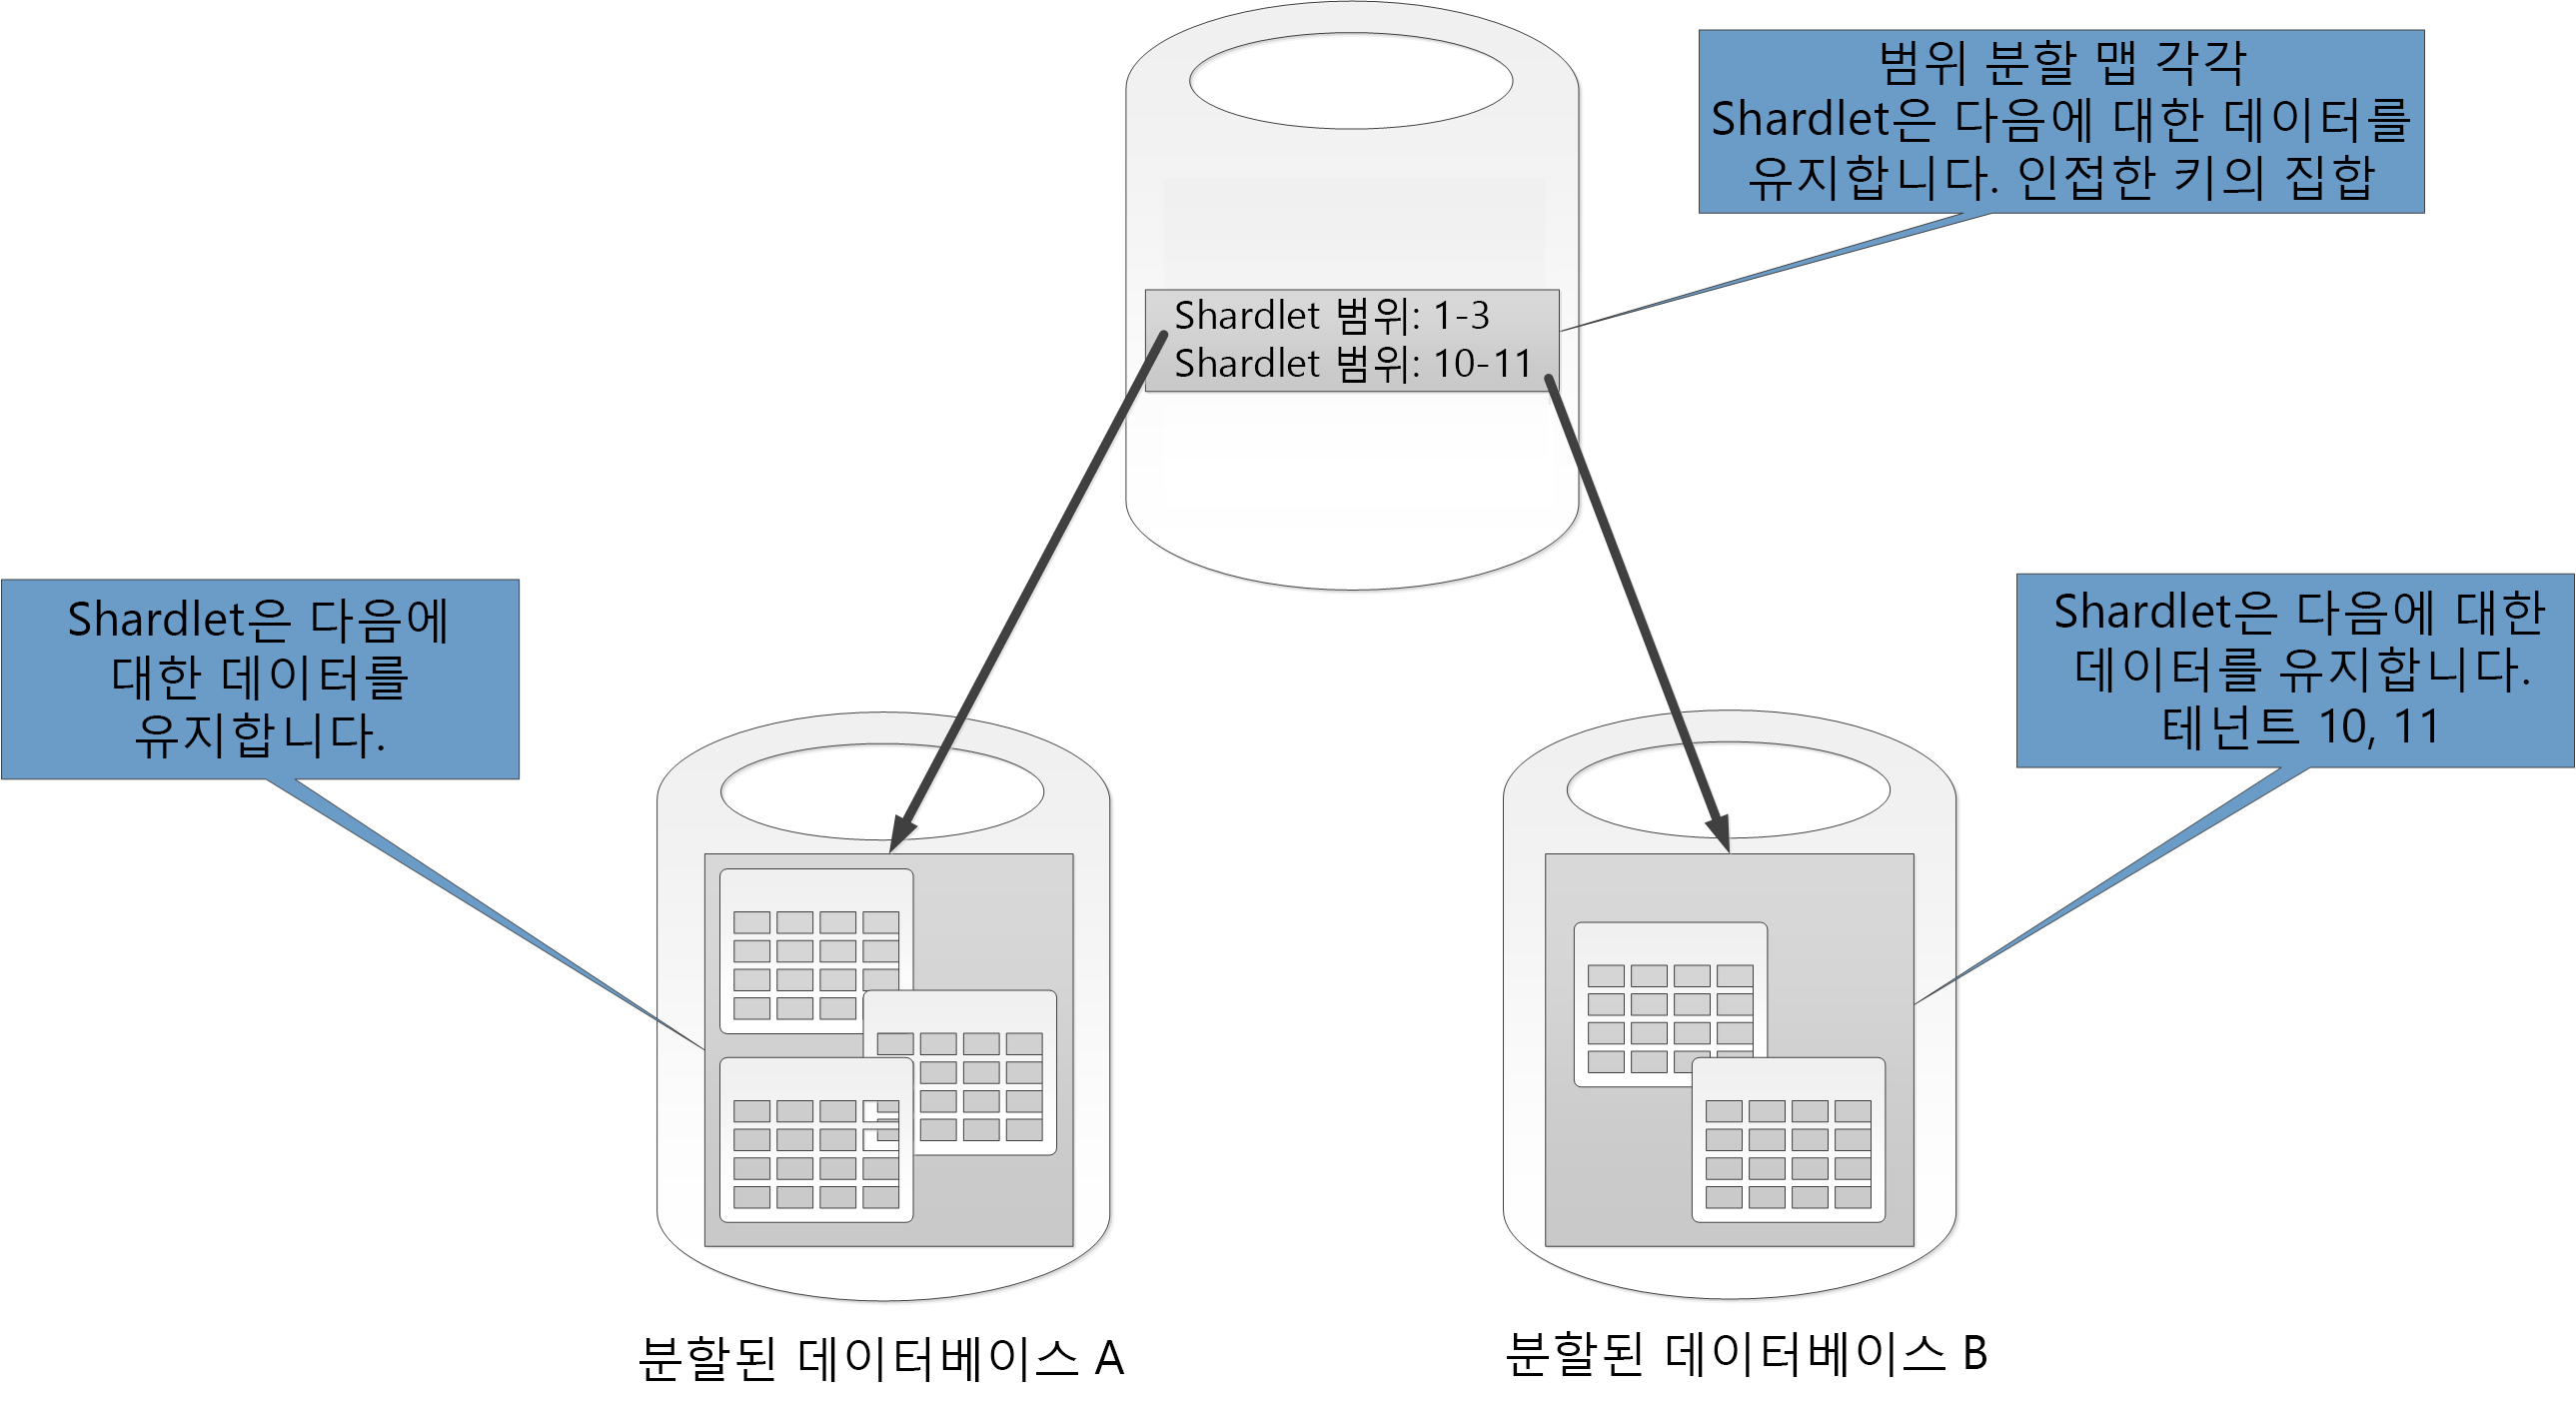 범위 분할 맵 각각
Shardlet은 다음에 대한 데이터를
유지합니다. 인접한 키의 집합
Shardlet 범위: 1-3
Shardlet 범위: 10-11
Shardlet은 다음에
대한 데이터를
유지합니다.
Shardlet은 다음에 대한
데이터를 유지합니다.
테넌트 10, 11
분할된 데이터베이스 A
분할된 데이터베이스 B